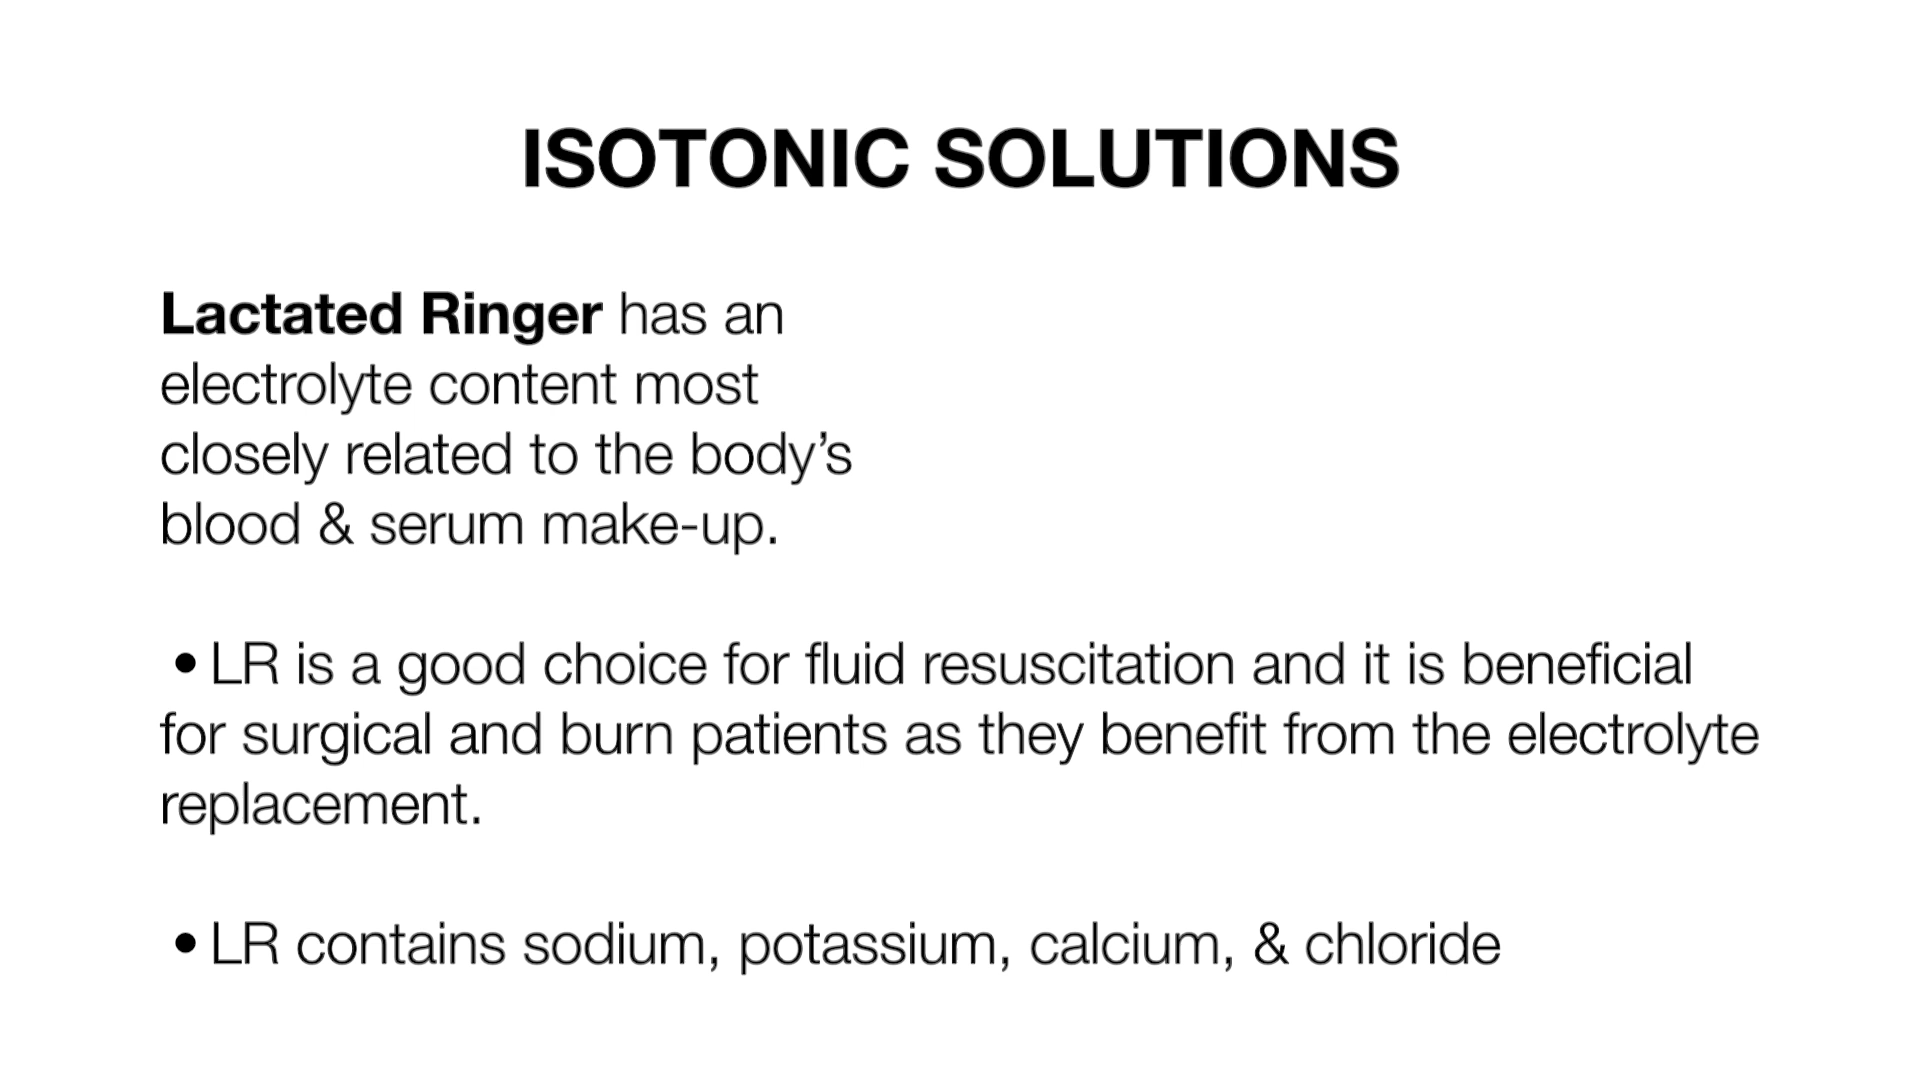 ISOTONIC SOLUTIONS
Lactated Ringer has an
electrolyte content most
closely related to the body’s
blood & serum make-up.
•LR is a good choice for fluid resuscitation and it is beneficial
for surgical and burn patients as they benefit from the electrolyte
replacement.
•LR contains sodium, potassium, calcium, & chloride